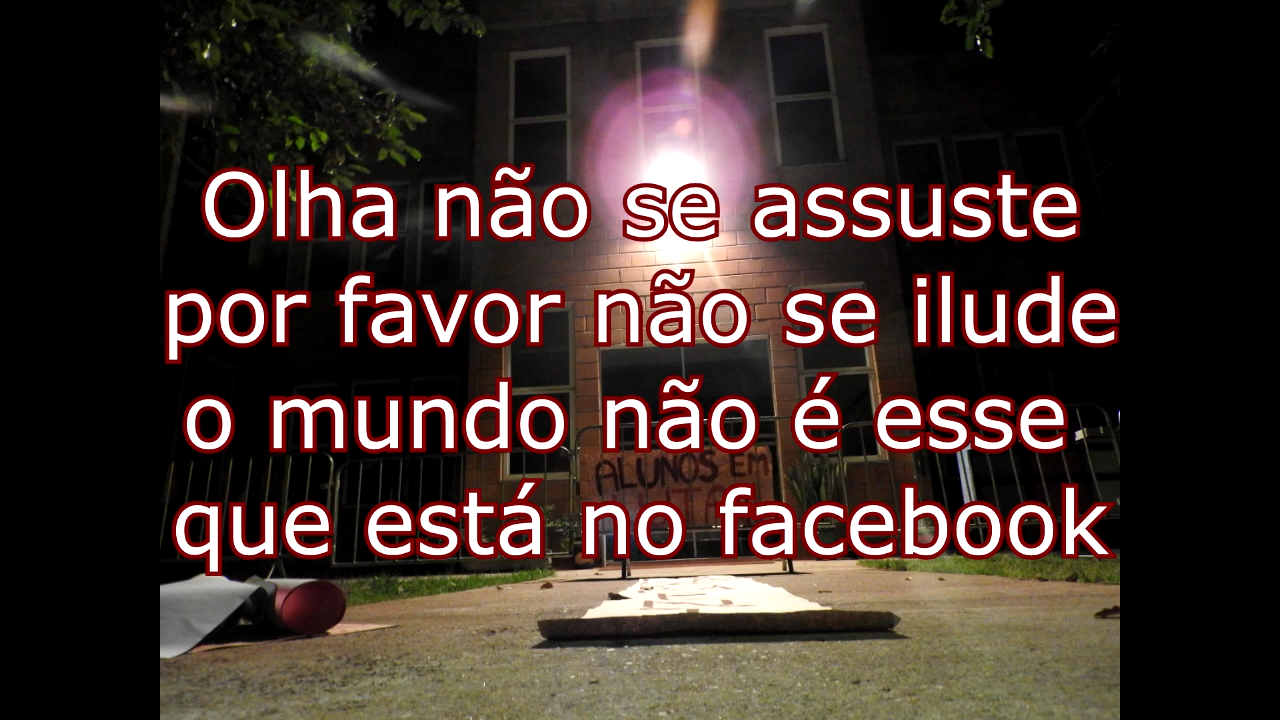 Olha não se assuste
por favor não se ilude
o mundo não é esse
que está no facebook
ALUNOS EM